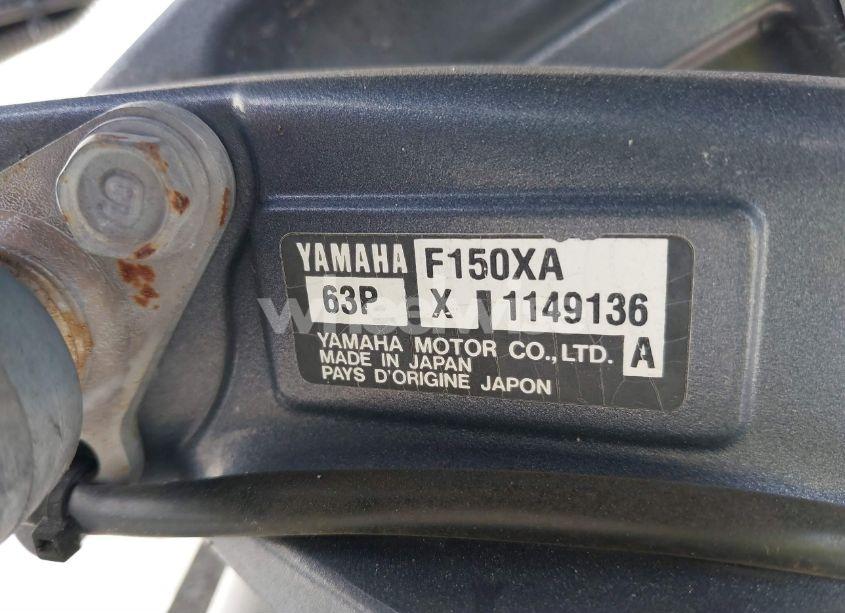 YAMAHA F150XA
63P X 1149136
YAMAHA MOTOR CO., LTD. A
MADE IN JAPAN
PAYS D'ORIGINE JAPON